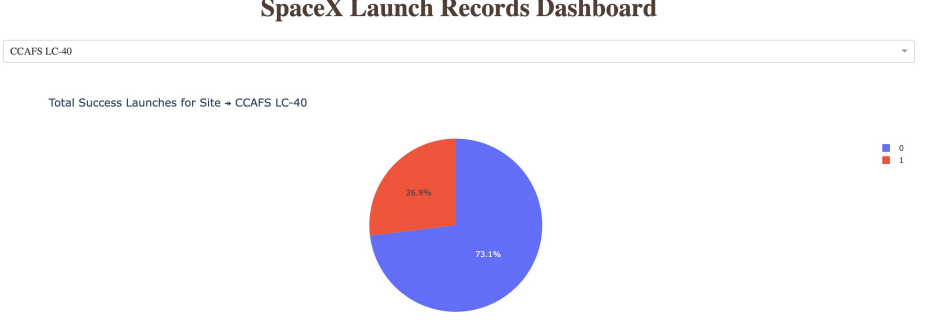 SpaceX Launch Records Dashboard
CCAFS LC-40
Total Success Launches for Site → CCAFS LC-40
0
1
26.9%
73.1%